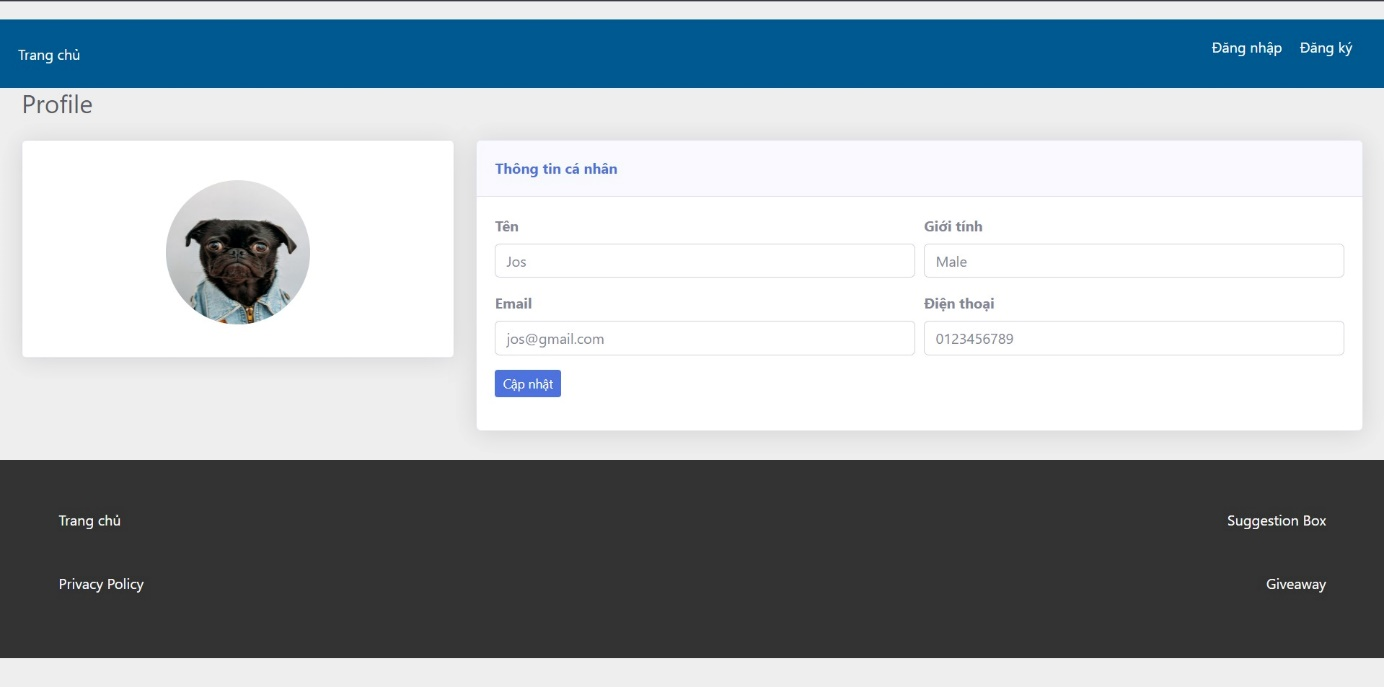 Trang chủ
Đăng nhập Đăng ký
Profile
Thông tin cá nhân
Tên Giới tính
Jos Male
Email Điện thoại
jos@gmail.com 0123456789
Cập nhật
Trang chủ Suggestion Box
Privacy Policy Giveaway